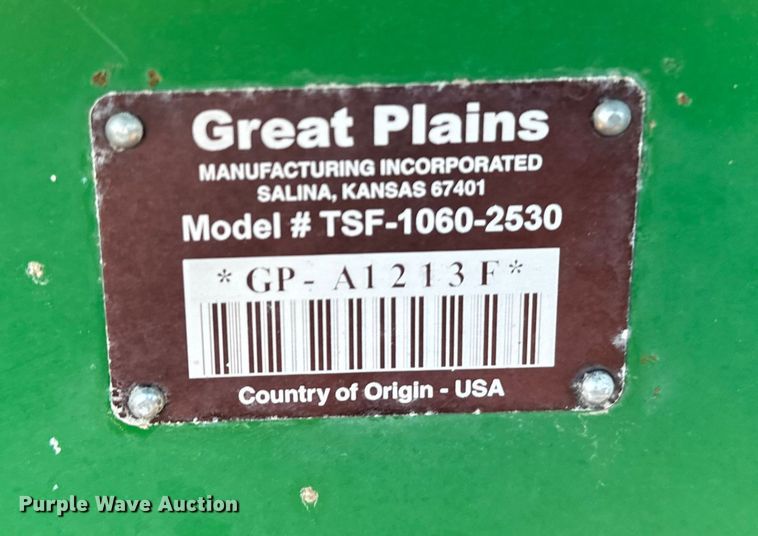 Great Plains
MANUFACTURING INCORPORATED
SALINA, KANSAS 67401
Model # TSF-1060-2530
*GP-A1213F*
Country of Origin - USA
Purple Wave Auction